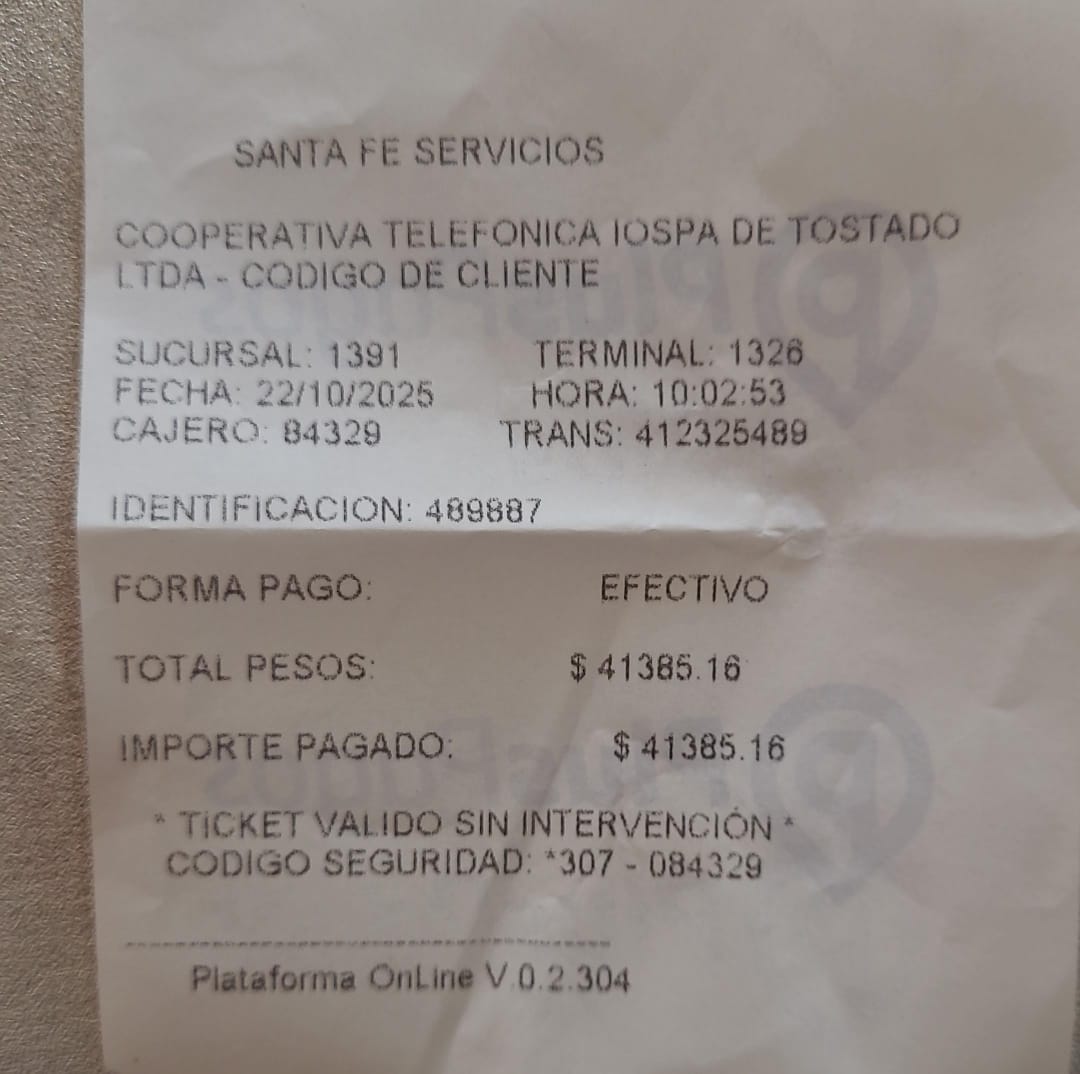 SANTA FE SERVICIOS
COOPERATIVA TELEFONICA IOSPA DE TOSTADO
LTDA - CODIGO DE CLIENTE
SUCURSAL: 1391 TERMINAL: 1326
FECHA: 22/10/2025 HORA: 10:02:53
CAJERO: 84329 TRANS: 412325489
IDENTIFICACION: 489887
FORMA PAGO: EFECTIVO
TOTAL PESOS: $ 41385.16
IMPORTE PAGADO: $ 41385.16
* TICKET VALIDO SIN INTERVENCIÓN *
CODIGO SEGURIDAD: *307 - 084329
Plataforma OnLine V.0.2.304